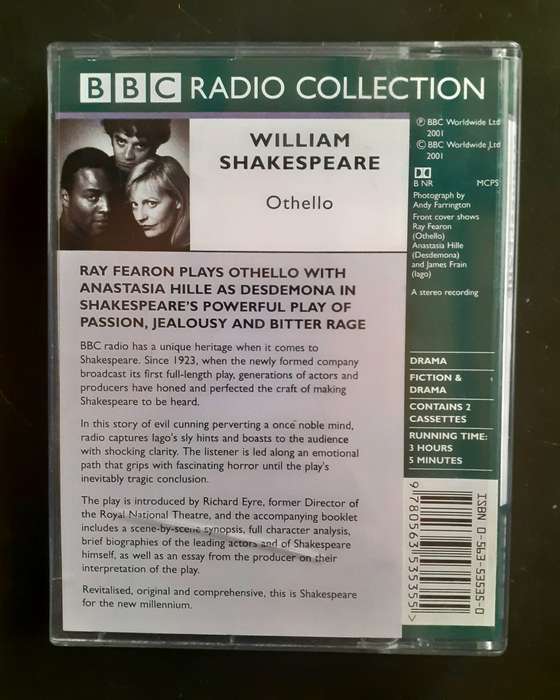 BBC RADIO COLLECTION
WILLIAM
SHAKESPEARE
Othello
RAY FEARON PLAYS OTHELLO WITH
ANASTASIA HILLE AS DESDEMONA IN
SHAKESPEARE'S POWERFUL PLAY OF
PASSION, JEALOUSY AND BITTER RAGE
BBC radio has a unique heritage when it comes to
Shakespeare. Since 1923, when the newly formed company
broadcast its first full-length play, generations of actors and
producers have honed and perfected the craft of making
Shakespeare to be heard.
In this story of evil cunning perverting a once noble mind,
radio captures Iago's sly hints and boasts to the audience
with shocking clarity. The listener is led along an emotional
path that grips with fascinating horror until the play's
inevitably tragic conclusion.
The play is introduced by Richard Eyre, former Director of
the Royal National Theatre, and the accompanying booklet
includes a scene-by-scene synopsis, full character analysis,
brief biographies of the leading actors and of Shakespeare
himself, as well as an essay from the producer on their
interpretation of the play.
Revitalised, original and comprehensive, this is Shakespeare
for the new millennium.
℗ BBC Worldwide Ltd
2001
© BBC Worldwide Ltd
2001
B NR MCPS
Photograph by
Andy Farrington
Front cover shows
Ray Fearon
(Othello)
Anastasia Hille
(Desdemona)
and James Frain
(Iago)
A stereo recording
DRAMA
FICTION &
DRAMA
CONTAINS 2
CASSETTES
RUNNING TIME:
3 HOURS
5 MINUTES
ISBN 0-563-53535-0
9 780563 535355 >